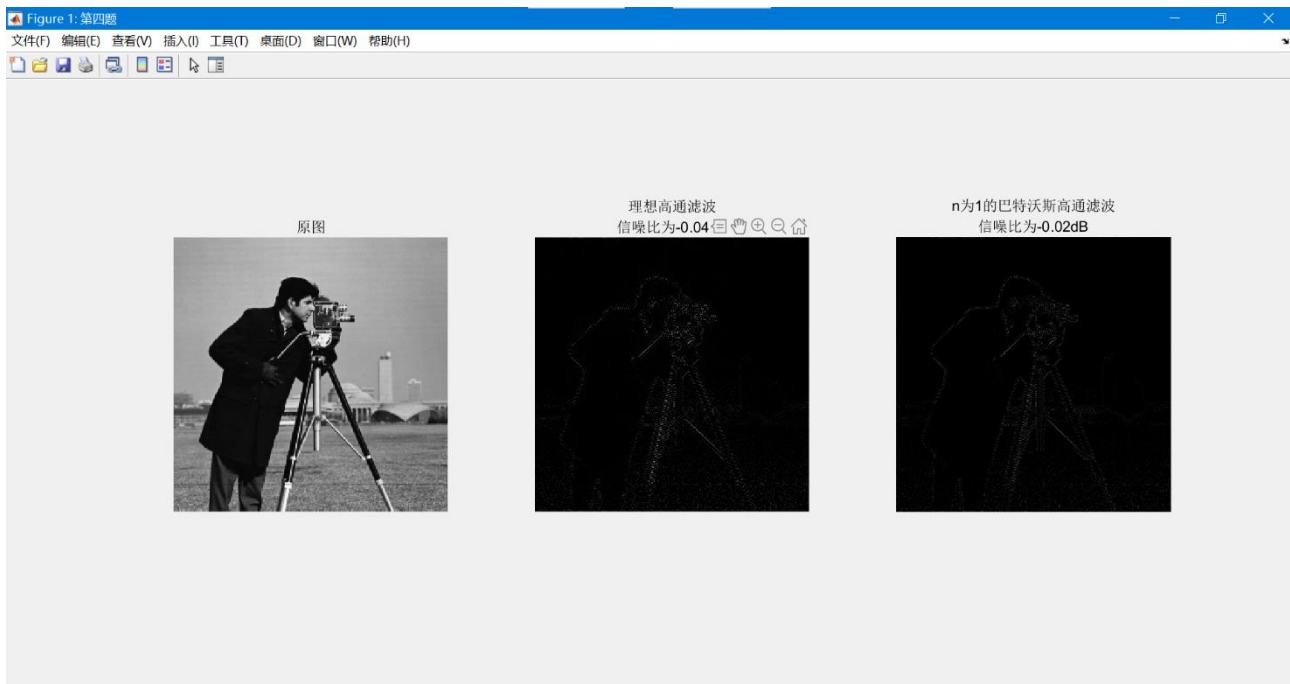 Figure 1: 第四题
文件(F) 编辑(E) 查看(V) 插入(I) 工具(T) 桌面(D) 窗口(W) 帮助(H)
原图
理想高通滤波
信噪比为-0.04
n为1的巴特沃斯高通滤波
信噪比为-0.02dB